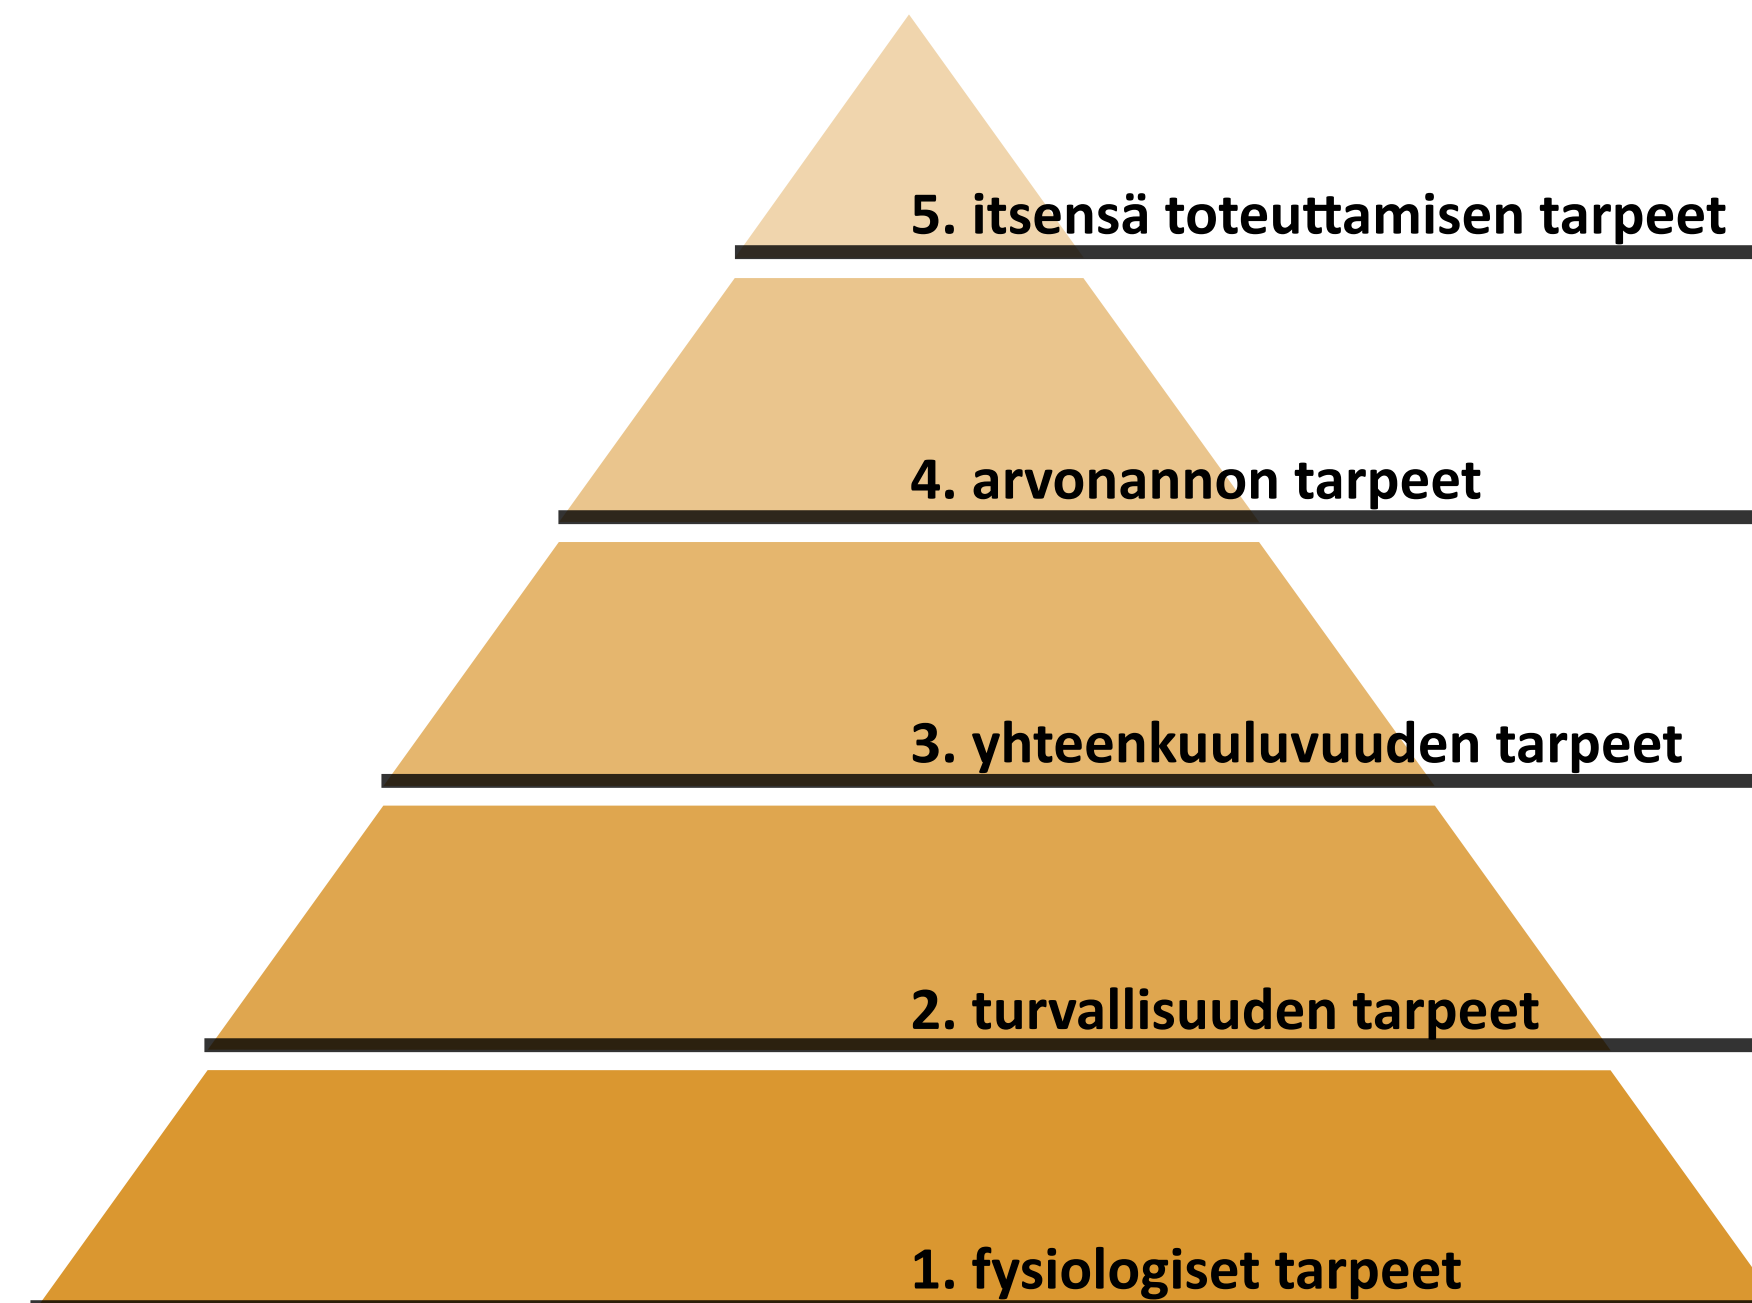 5. itsensä toteuttamisen tarpeet
4. arvonannon tarpeet
3. yhteenkuuluvuuden tarpeet
2. turvallisuuden tarpeet
1. fysiologiset tarpeet